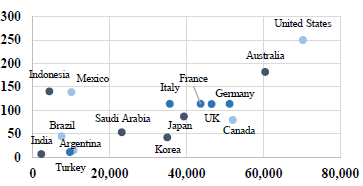 300
United States
250
Australia
200
Indonesia
Mexico
France
Italy
150
Germany
100
Brazil
Saudi Arabia
Japan
UK
Canada
50
India
Argentina
Korea
0
Turkey
0
20,000
40,000
60,000
80,000